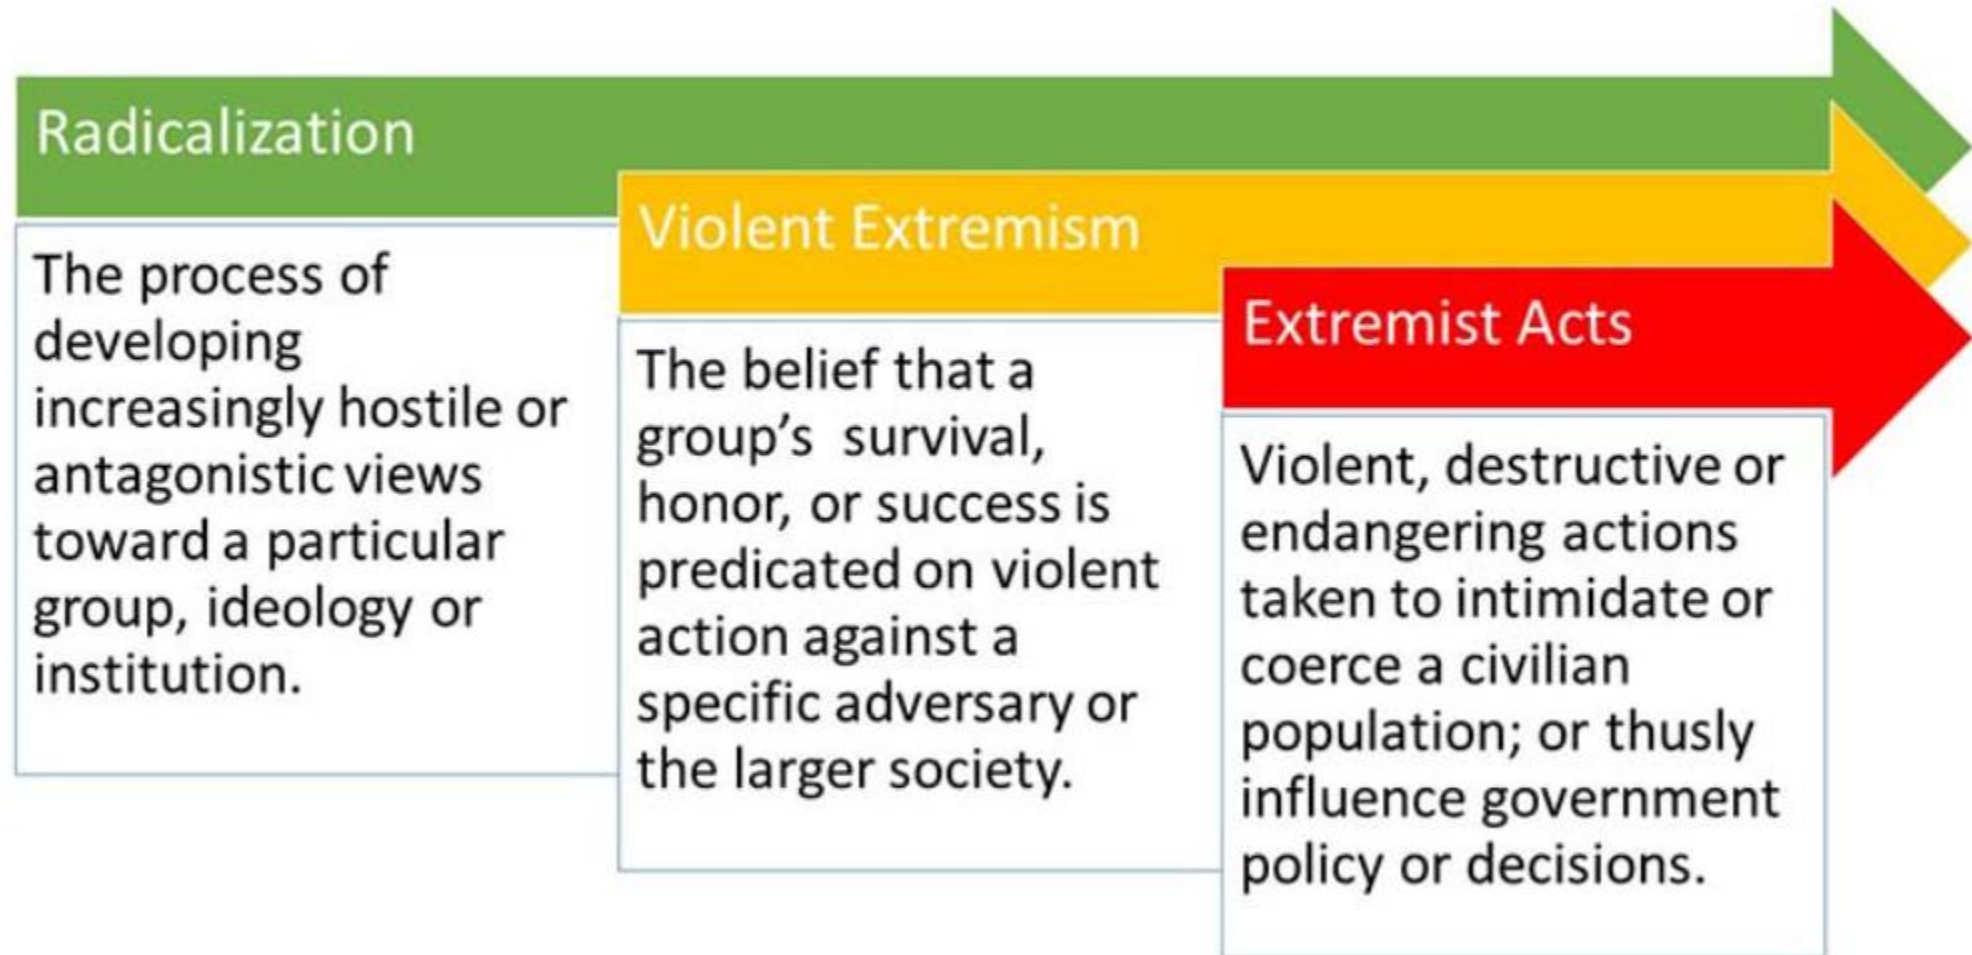 Radicalization
The process of
developing
increasingly hostile or
antagonistic views
toward a particular
group, ideology or
institution.
Violent Extremism
The belief that a
group’s survival,
honor, or success is
predicated on violent
action against a
specific adversary or
the larger society.
Extremist Acts
Violent, destructive or
endangering actions
taken to intimidate or
coerce a civilian
population; or thusly
influence government
policy or decisions.